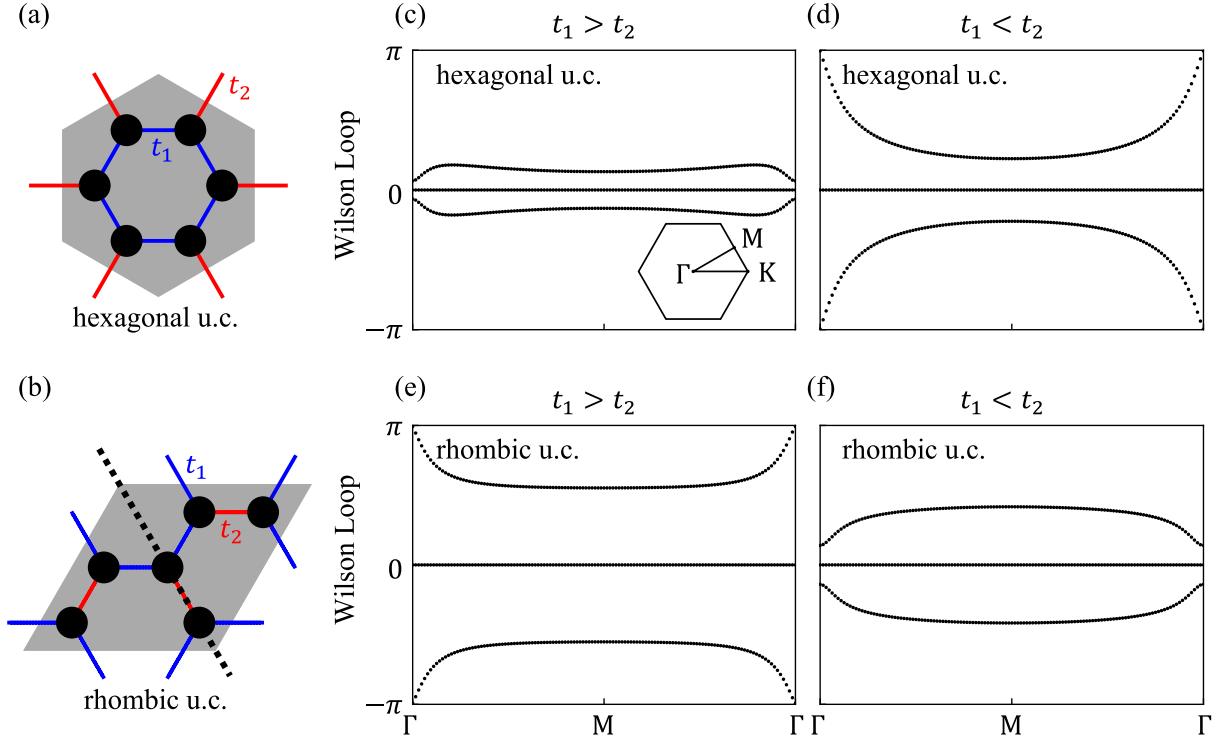 (a)
t₂
t₁
hexagonal u.c.
(b)
t₁
t₂
rhombic u.c.
(c)
t₁ > t₂
π
hexagonal u.c.
Wilson Loop
0
M
Γ
K
−π
(d)
t₁ < t₂
hexagonal u.c.
(e)
t₁ > t₂
π
rhombic u.c.
Wilson Loop
0
−π
Γ
M
Γ
(f)
t₁ < t₂
rhombic u.c.
Γ
M
Γ